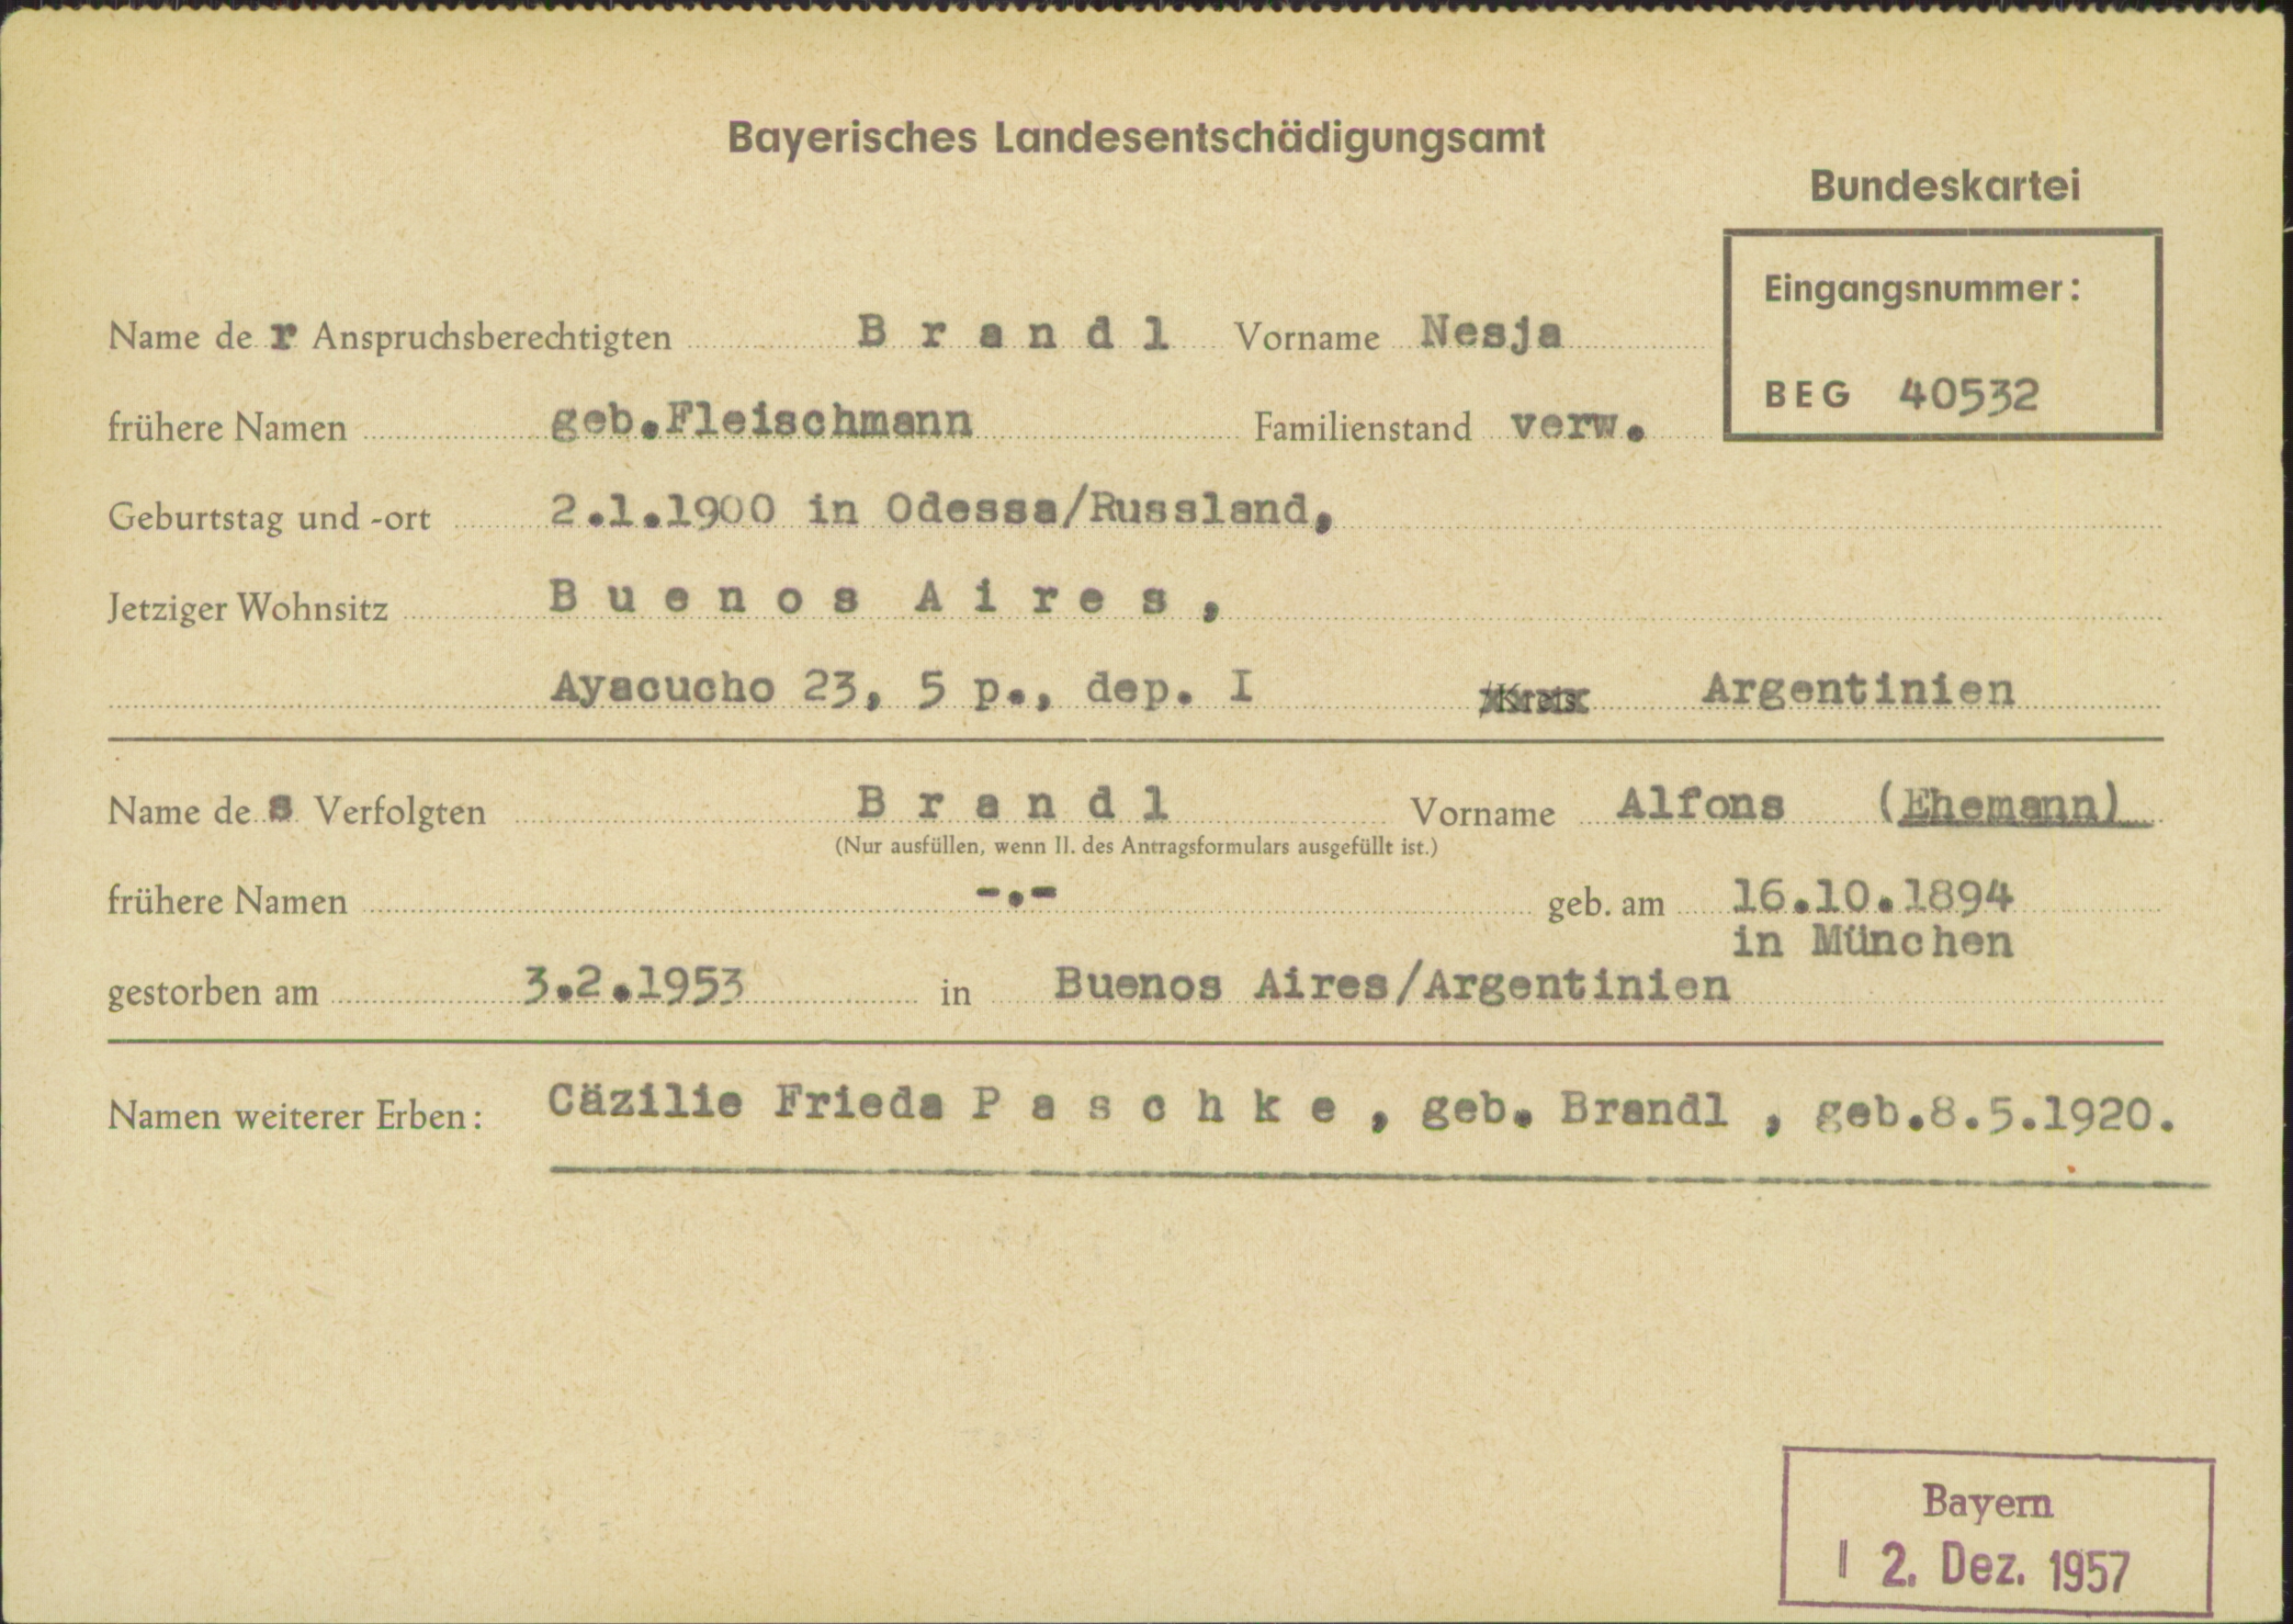 Bayerisches Landesentschädigungsamt
Bundeskartei
Eingangsnummer:
BEG 40532
Name de r Anspruchsberechtigten B r a n d l Vorname Nesja
frühere Namen geb.Fleischmann Familienstand verw.
Geburtstag und -ort 2.1.1900 in Odessa/Russland,
Jetziger Wohnsitz B u e n o s A i r e s ,
Ayacucho 23, 5 p., dep. I /Kreis Argentinien
Name de s Verfolgten B r a n d l Vorname Alfons (Ehemann)
(Nur ausfüllen, wenn II. des Antragsformulars ausgefüllt ist.)
frühere Namen -.- geb. am 16.10.1894
in München
gestorben am 3.2.1953 in Buenos Aires/Argentinien
Namen weiterer Erben: Cäzilie Frieda P a s c h k e , geb. Brandl , geb.8.5.1920.
Bayern
2. Dez. 1957